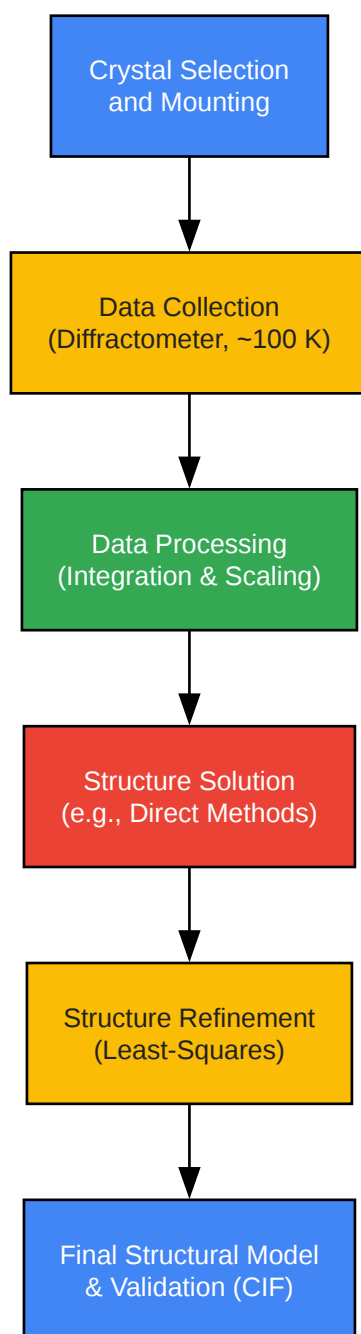 Crystal Selection
and Mounting
Data Collection
(Diffractometer, ~100 K)
Data Processing
(Integration & Scaling)
Structure Solution
(e.g., Direct Methods)
Structure Refinement
(Least-Squares)
Final Structural Model
& Validation (CIF)